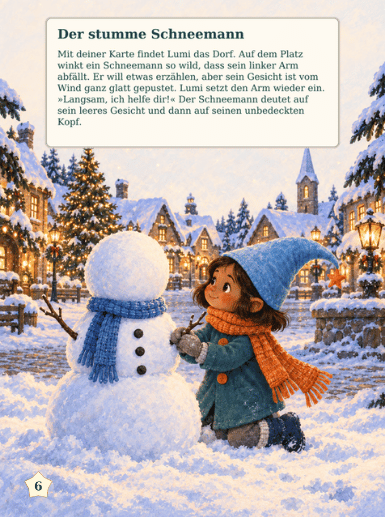 Der stumme Schneemann
Mit deiner Karte findet Lumi das Dorf. Auf dem Platz
winkt ein Schneemann so wild, dass sein linker Arm
abfällt. Er will etwas erzählen, aber sein Gesicht ist vom
Wind ganz glatt gepustet. Lumi setzt den Arm wieder ein.
»Langsam, ich helfe dir!« Der Schneemann deutet auf
sein leeres Gesicht und dann auf seinen unbedeckten
Kopf.
6